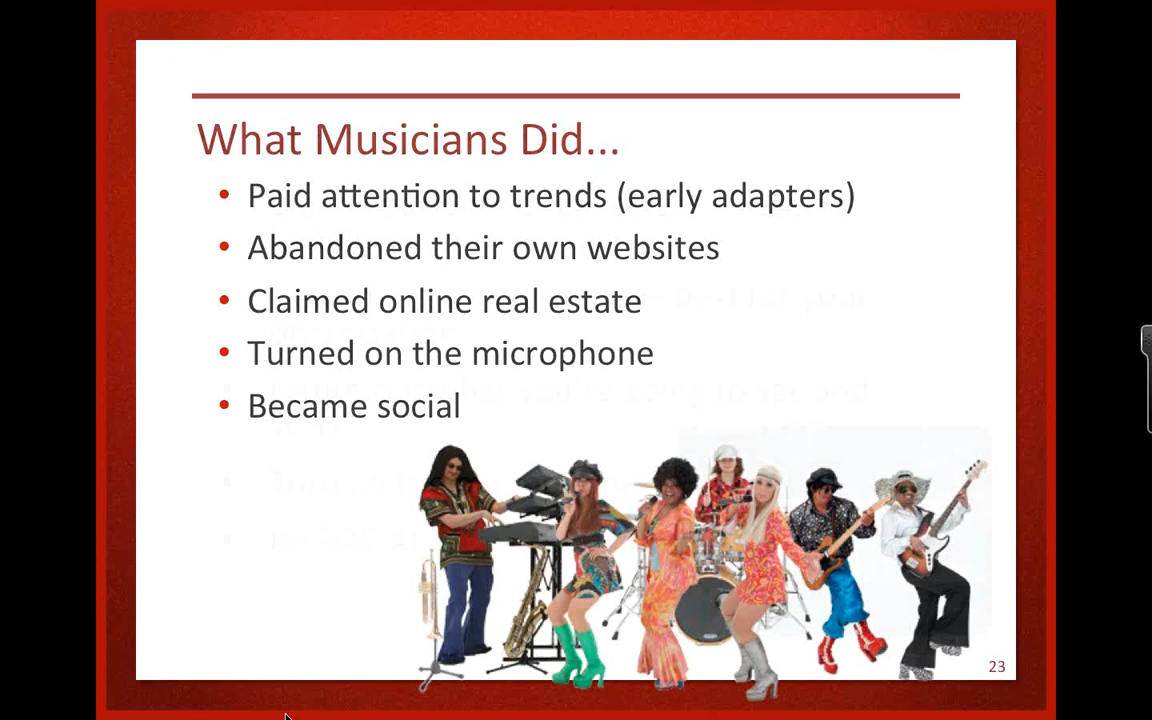 What Musicians Did...
• Paid attention to trends (early adapters)
• Abandoned their own websites
• Claimed online real estate
• Turned on the microphone
• Became social
23